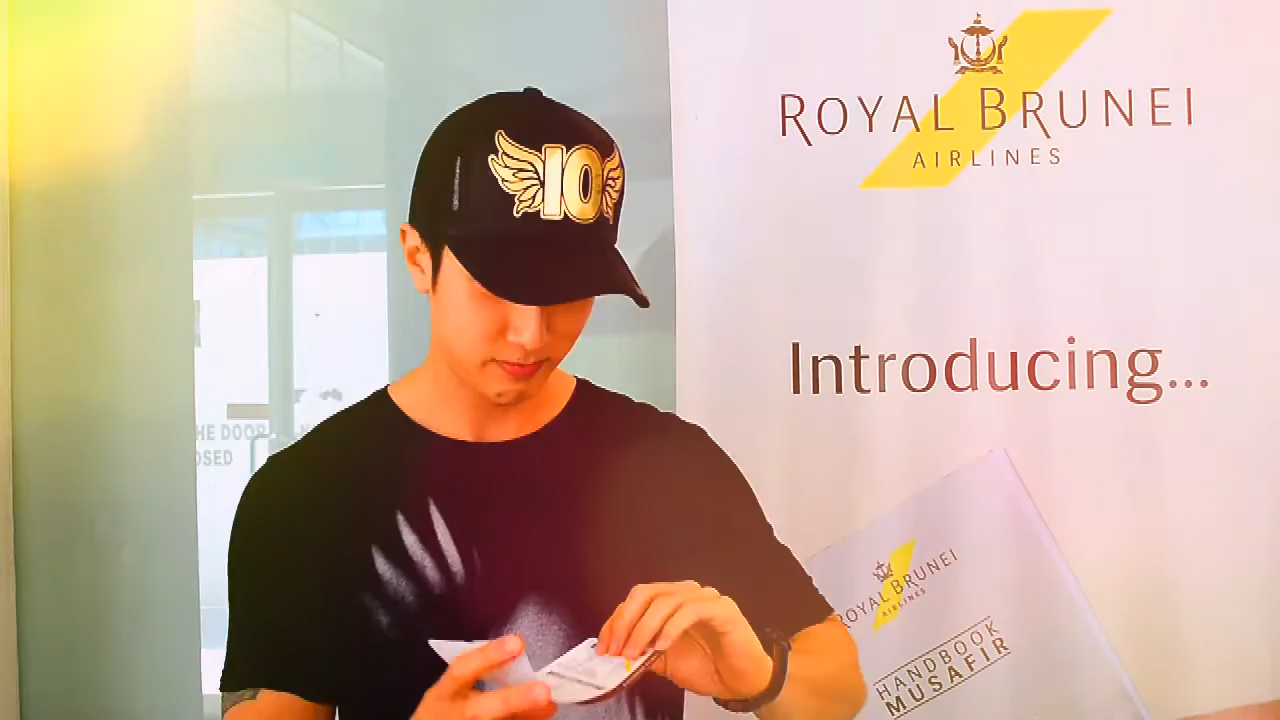 ROYAL BRUNEI
AIRLINES
10
Introducing...
HE DOOR
OSED
ROYAL BRUNEI
AIRLINES
HANDBOOK
MUSAFIR